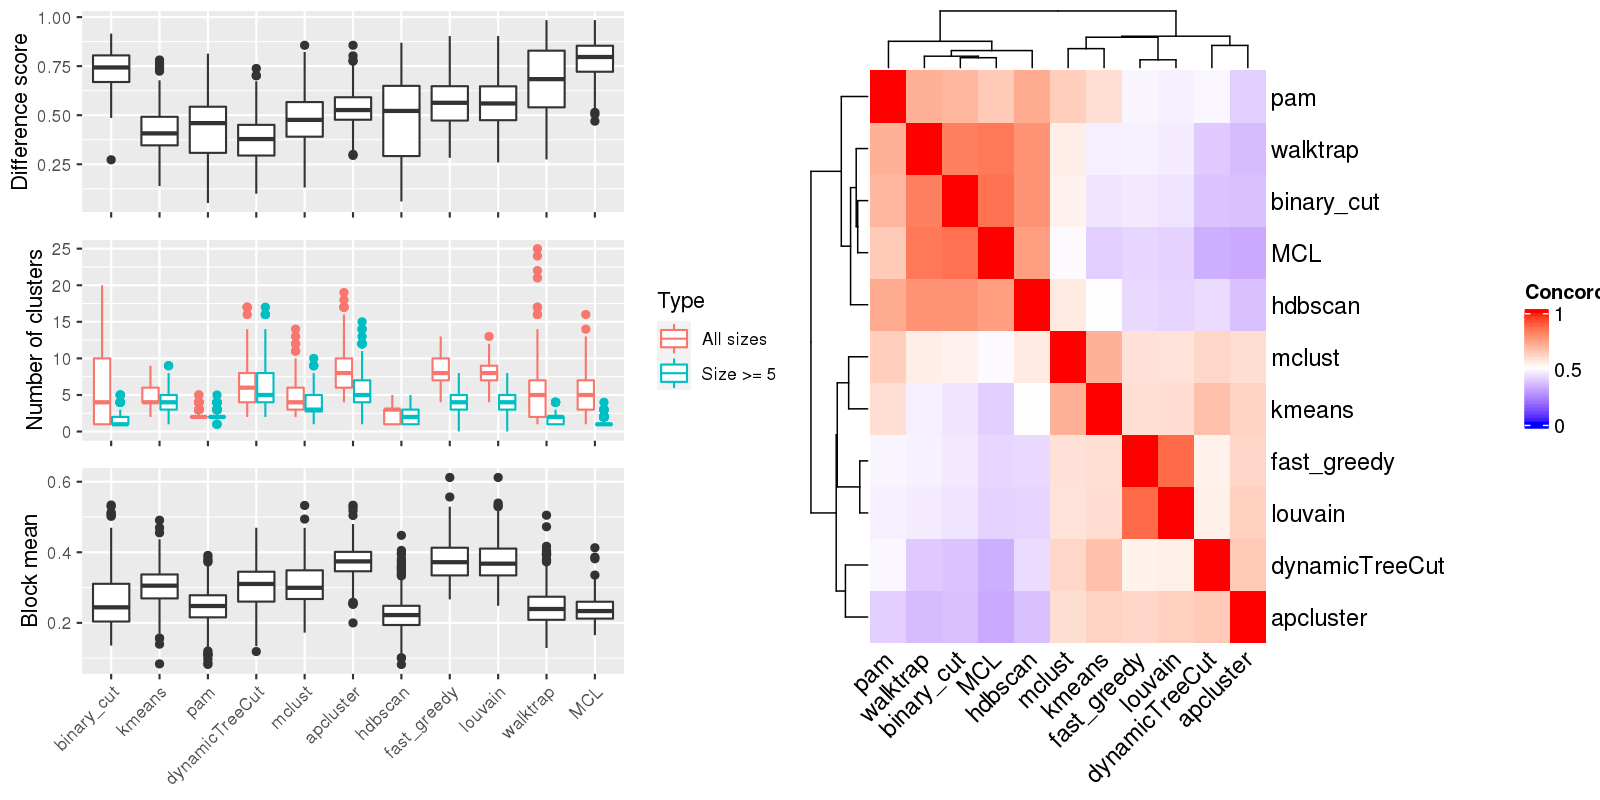 Difference score
1.00
0.75
0.50
0.25
Number of clusters
25
20
15
10
5
0
Block mean
0.6
0.4
0.2
binary_cut
kmeans
pam
dynamicTreeCut
mclust
apcluster
hdbscan
fast_greedy
louvain
walktrap
MCL
Type
All sizes
Size >= 5
pam
walktrap
binary_cut
MCL
hdbscan
mclust
kmeans
fast_greedy
louvain
dynamicTreeCut
apcluster
pam
walktrap
binary_cut
MCL
hdbscan
mclust
kmeans
fast_greedy
louvain
dynamicTreeCut
apcluster
Concor
1
0.5
0